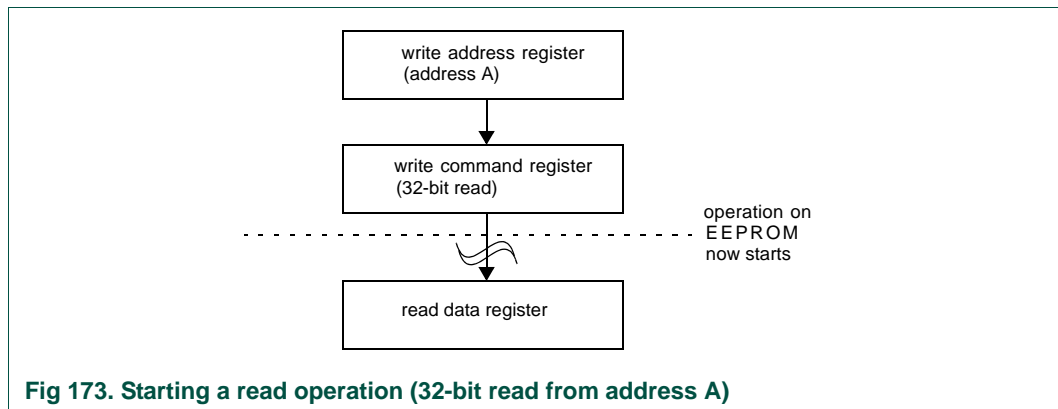 write address register
(address A)
write command register
(32-bit read)
operation on
EEPROM
now starts
read data register
Fig 173. Starting a read operation (32-bit read from address A)